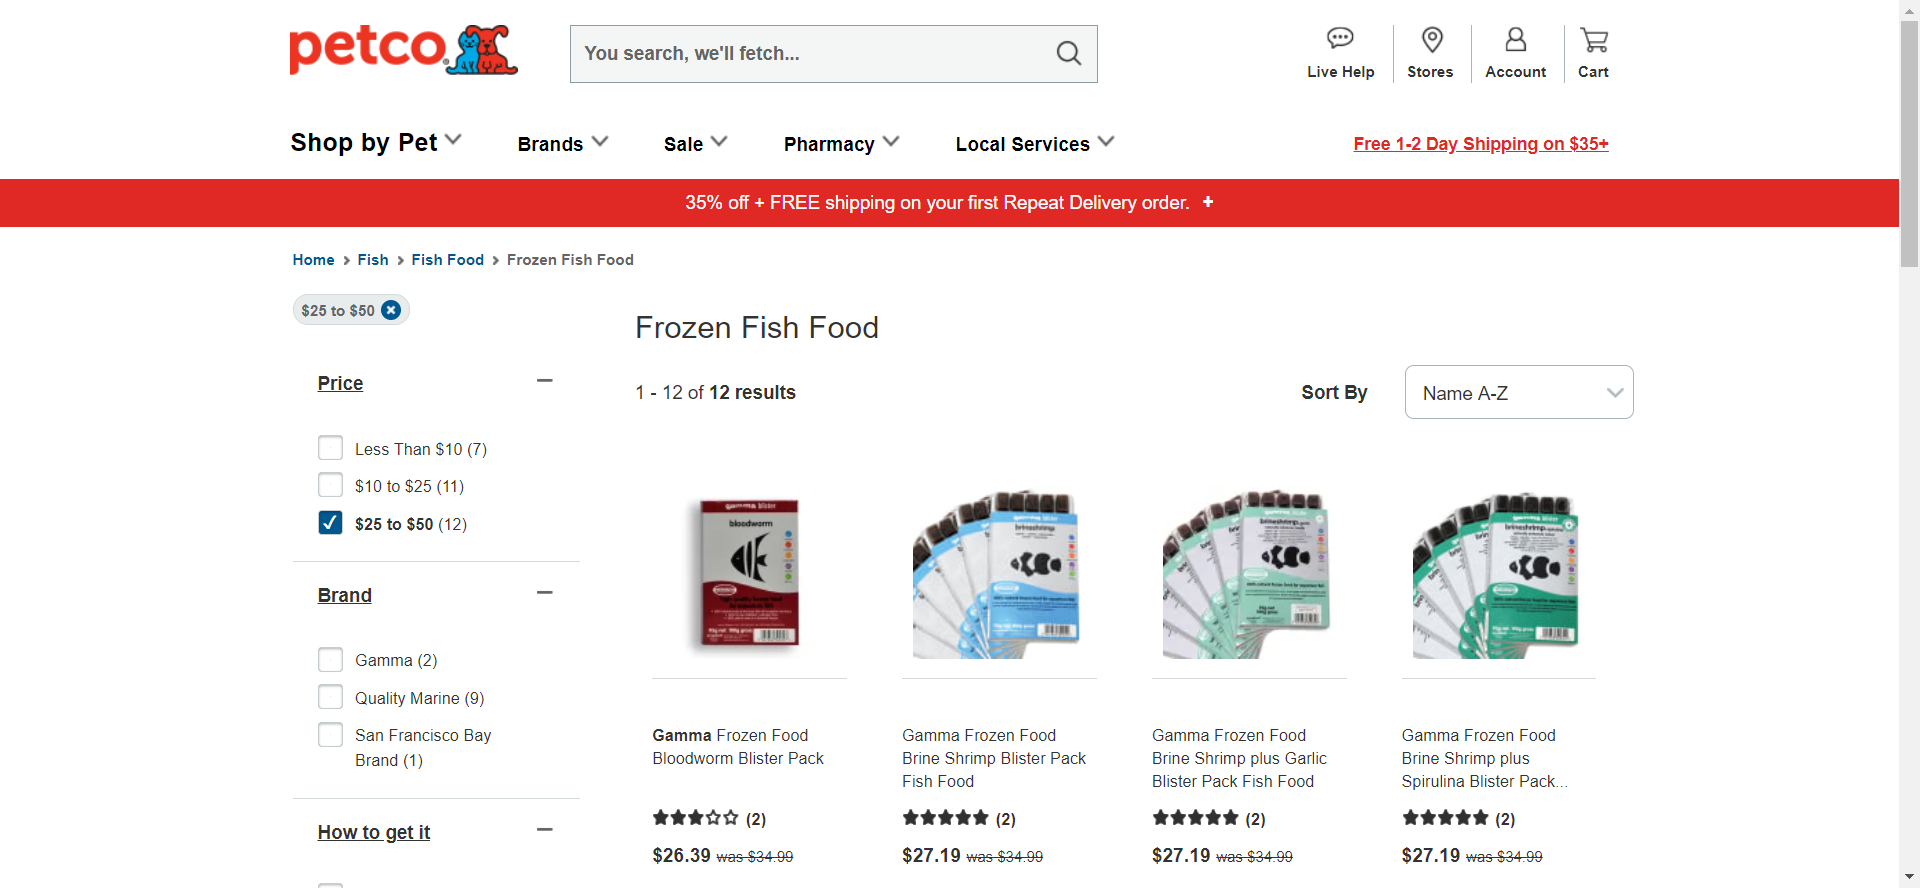 petco
You search, we'll fetch...
Live Help
Stores
Account
Cart
Shop by Pet
Brands
Sale
Pharmacy
Local Services
Free 1-2 Day Shipping on $35+
35% off + FREE shipping on your first Repeat Delivery order. +
Home > Fish > Fish Food > Frozen Fish Food
$25 to $50
Frozen Fish Food
Price
1 - 12 of 12 results
Sort By
Name A-Z
Less Than $10 (7)
$10 to $25 (11)
$25 to $50 (12)
Brand
Gamma (2)
Quality Marine (9)
San Francisco Bay
Brand (1)
How to get it
gamma blister
bloodworm
brineshrimp
brineshrimp
brineshrimp
Gamma Frozen Food
Bloodworm Blister Pack
(2)
$26.39 was $34.99
Gamma Frozen Food
Brine Shrimp Blister Pack
Fish Food
(2)
$27.19 was $34.99
Gamma Frozen Food
Brine Shrimp plus Garlic
Blister Pack Fish Food
(2)
$27.19 was $34.99
Gamma Frozen Food
Brine Shrimp plus
Spirulina Blister Pack...
(2)
$27.19 was $34.99